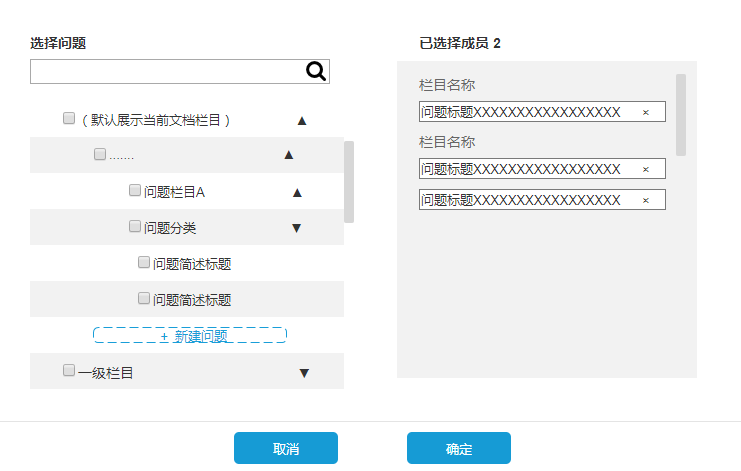 选择问题
（默认展示当前文档栏目）
.......
问题栏目A
问题分类
问题简述标题
问题简述标题
+ 新建问题
一级栏目
已选择成员 2
栏目名称
问题标题XXXXXXXXXXXXXXXXX ×
栏目名称
问题标题XXXXXXXXXXXXXXXXX ×
问题标题XXXXXXXXXXXXXXXXX ×
取消
确定